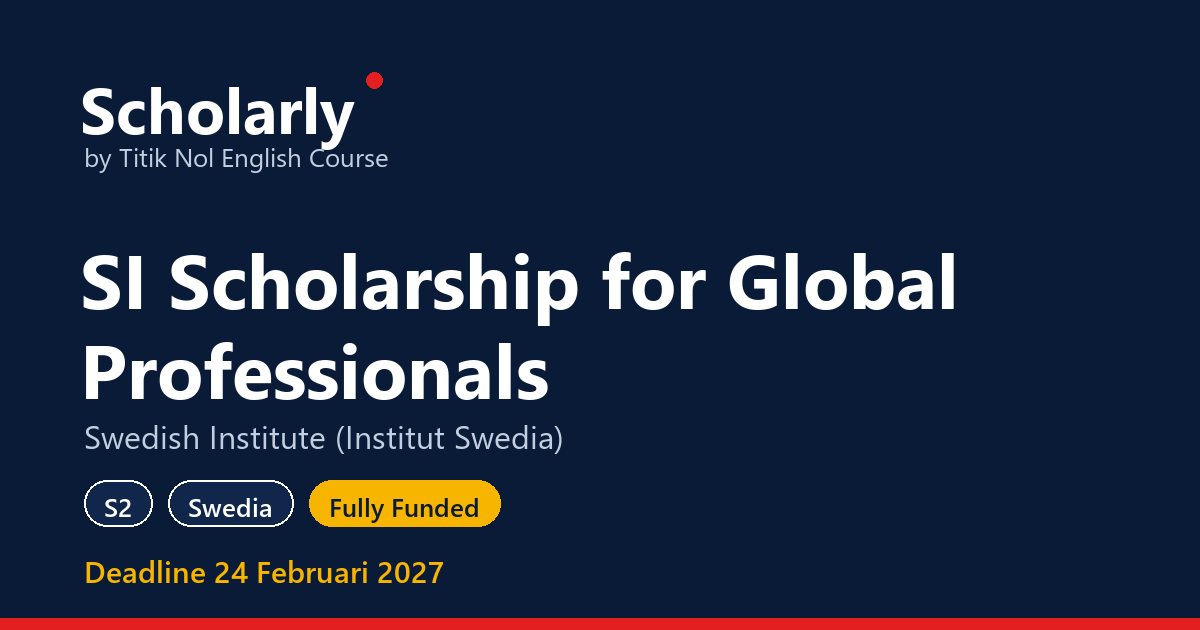 Scholarly
by Titik Nol English Course
SI Scholarship for Global
Professionals
Swedish Institute (Institut Swedia)
S2
Swedia
Fully Funded
Deadline 24 Februari 2027